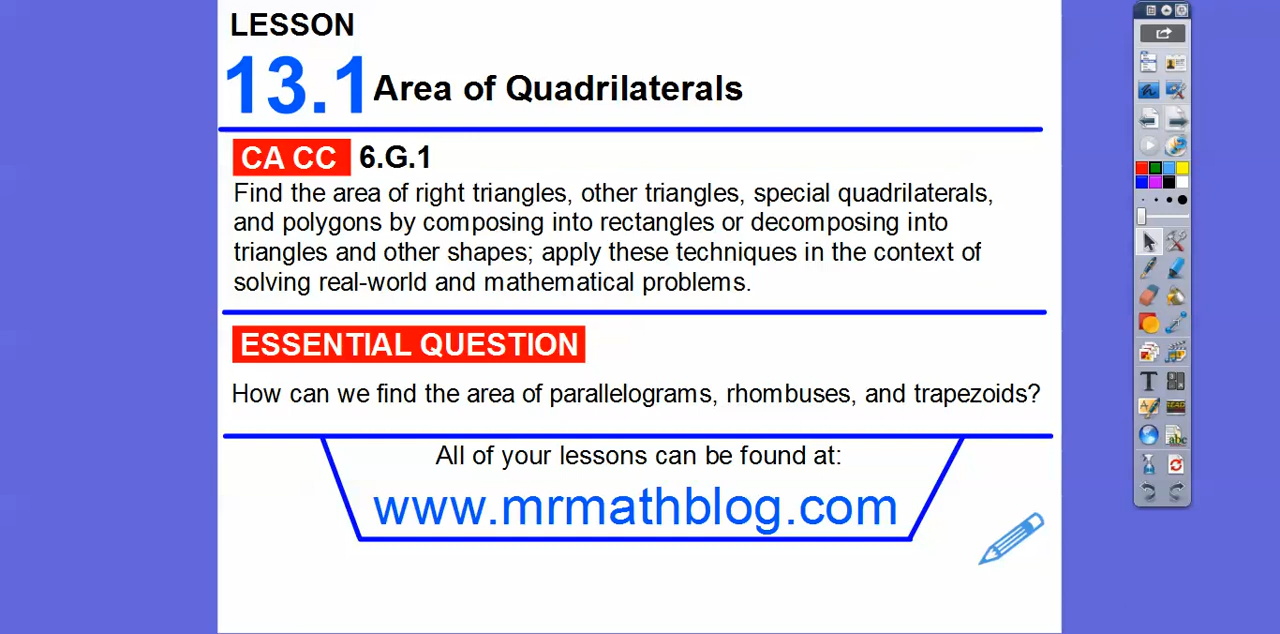 LESSON
13.1 Area of Quadrilaterals
CA CC 6.G.1
Find the area of right triangles, other triangles, special quadrilaterals,
and polygons by composing into rectangles or decomposing into
triangles and other shapes; apply these techniques in the context of
solving real-world and mathematical problems.
ESSENTIAL QUESTION
How can we find the area of parallelograms, rhombuses, and trapezoids?
All of your lessons can be found at:
www.mrmathblog.com